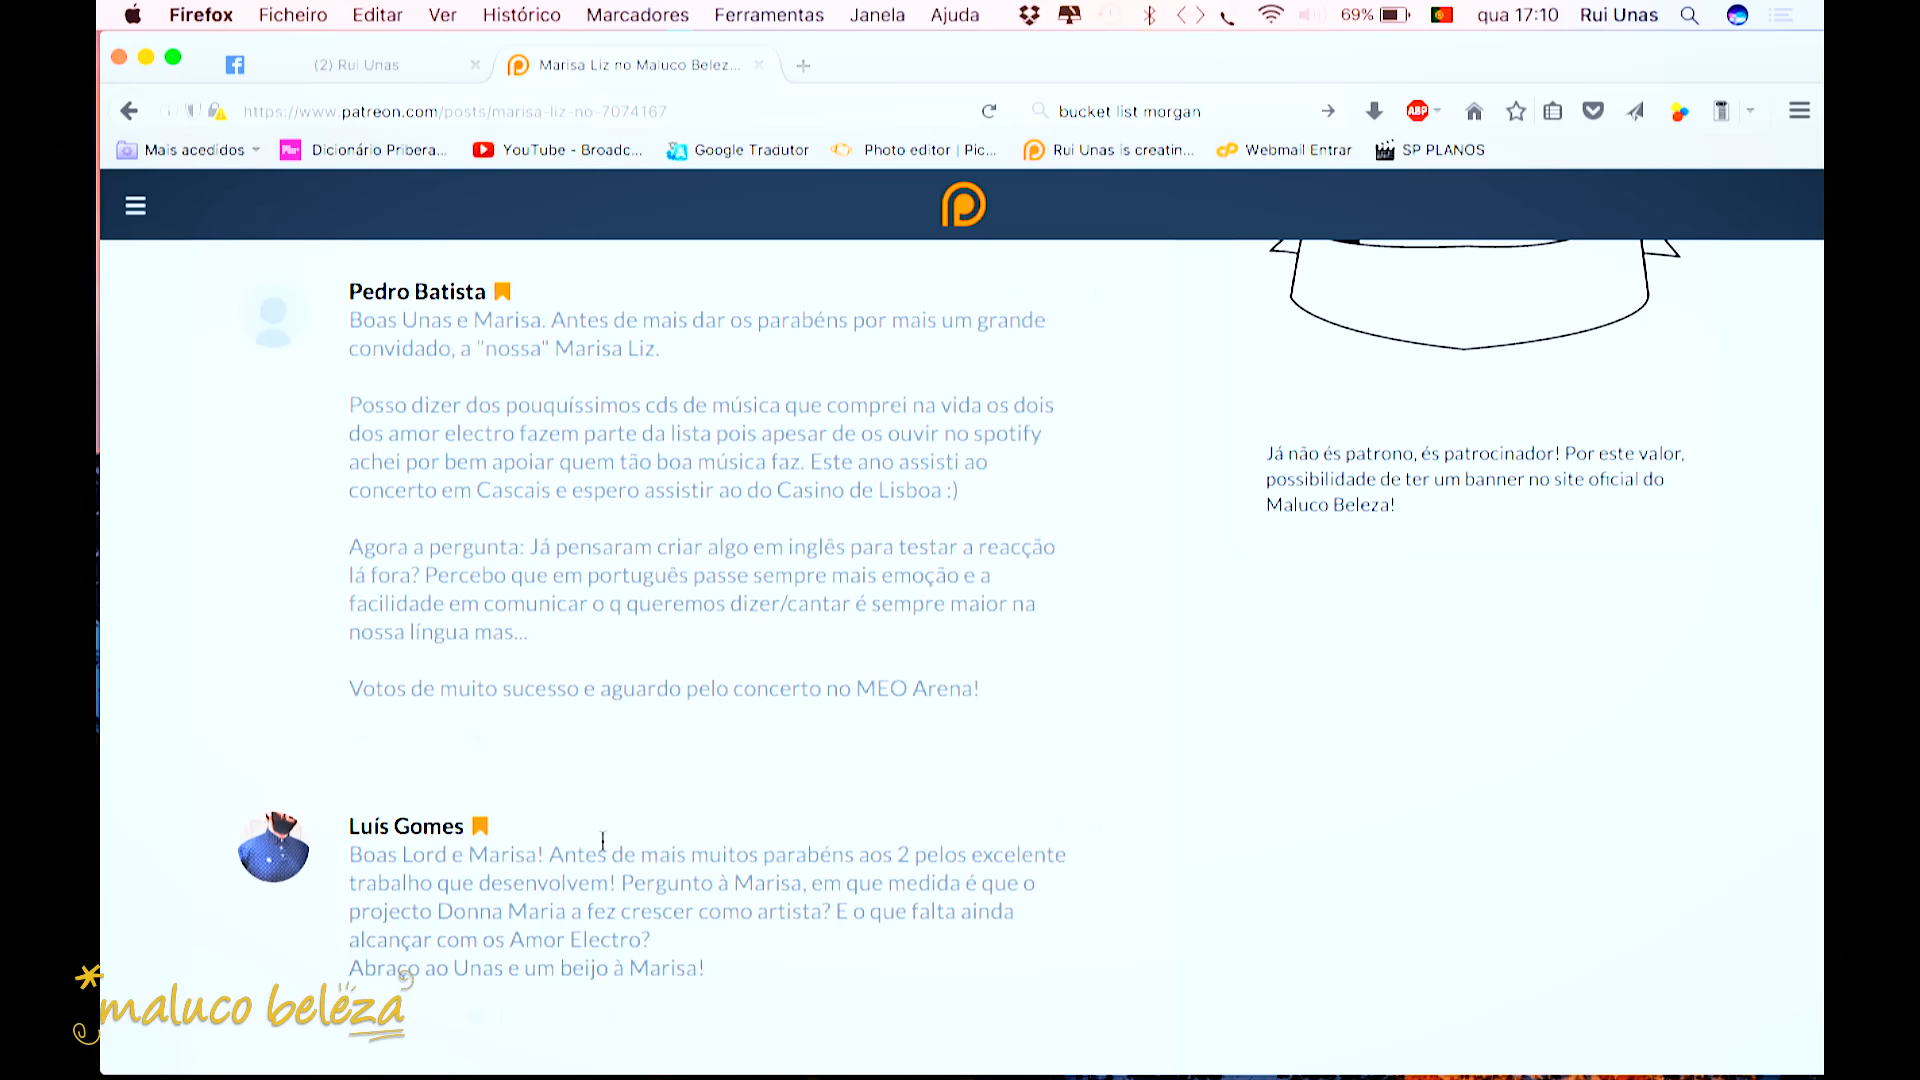 Firefox Ficheiro Editar Ver Histórico Marcadores Ferramentas Janela Ajuda 69% qua 17:10 Rui Unas
(2) Rui Unas
Marisa Liz no Maluco Belez...
https://www.patreon.com/posts/marisa-liz-no-7074167
bucket list morgan
ABP
Mais acedidos Dicionário Pribera... YouTube - Broadc... Google Tradutor Photo editor | Pic... Rui Unas is creatin... Webmail Entrar SP PLANOS
Pedro Batista
Boas Unas e Marisa. Antes de mais dar os parabéns por mais um grande
convidado, a "nossa" Marisa Liz.
Posso dizer dos pouquíssimos cds de música que comprei na vida os dois
dos amor electro fazem parte da lista pois apesar de os ouvir no spotify
achei por bem apoiar quem tão boa música faz. Este ano assisti ao
concerto em Cascais e espero assistir ao do Casino de Lisboa :)
Agora a pergunta: Já pensaram criar algo em inglês para testar a reacção
lá fora? Percebo que em português passe sempre mais emoção e a
facilidade em comunicar o q queremos dizer/cantar é sempre maior na
nossa língua mas...
Votos de muito sucesso e aguardo pelo concerto no MEO Arena!
Já não és patrono, és patrocinador! Por este valor,
possibilidade de ter um banner no site oficial do
Maluco Beleza!
Luís Gomes
Boas Lord e Marisa! Antes de mais muitos parabéns aos 2 pelos excelente
trabalho que desenvolvem! Pergunto à Marisa, em que medida é que o
projecto Donna Maria a fez crescer como artista? E o que falta ainda
alcançar com os Amor Electro?
Abraço ao Unas e um beijo à Marisa!
maluco beleza